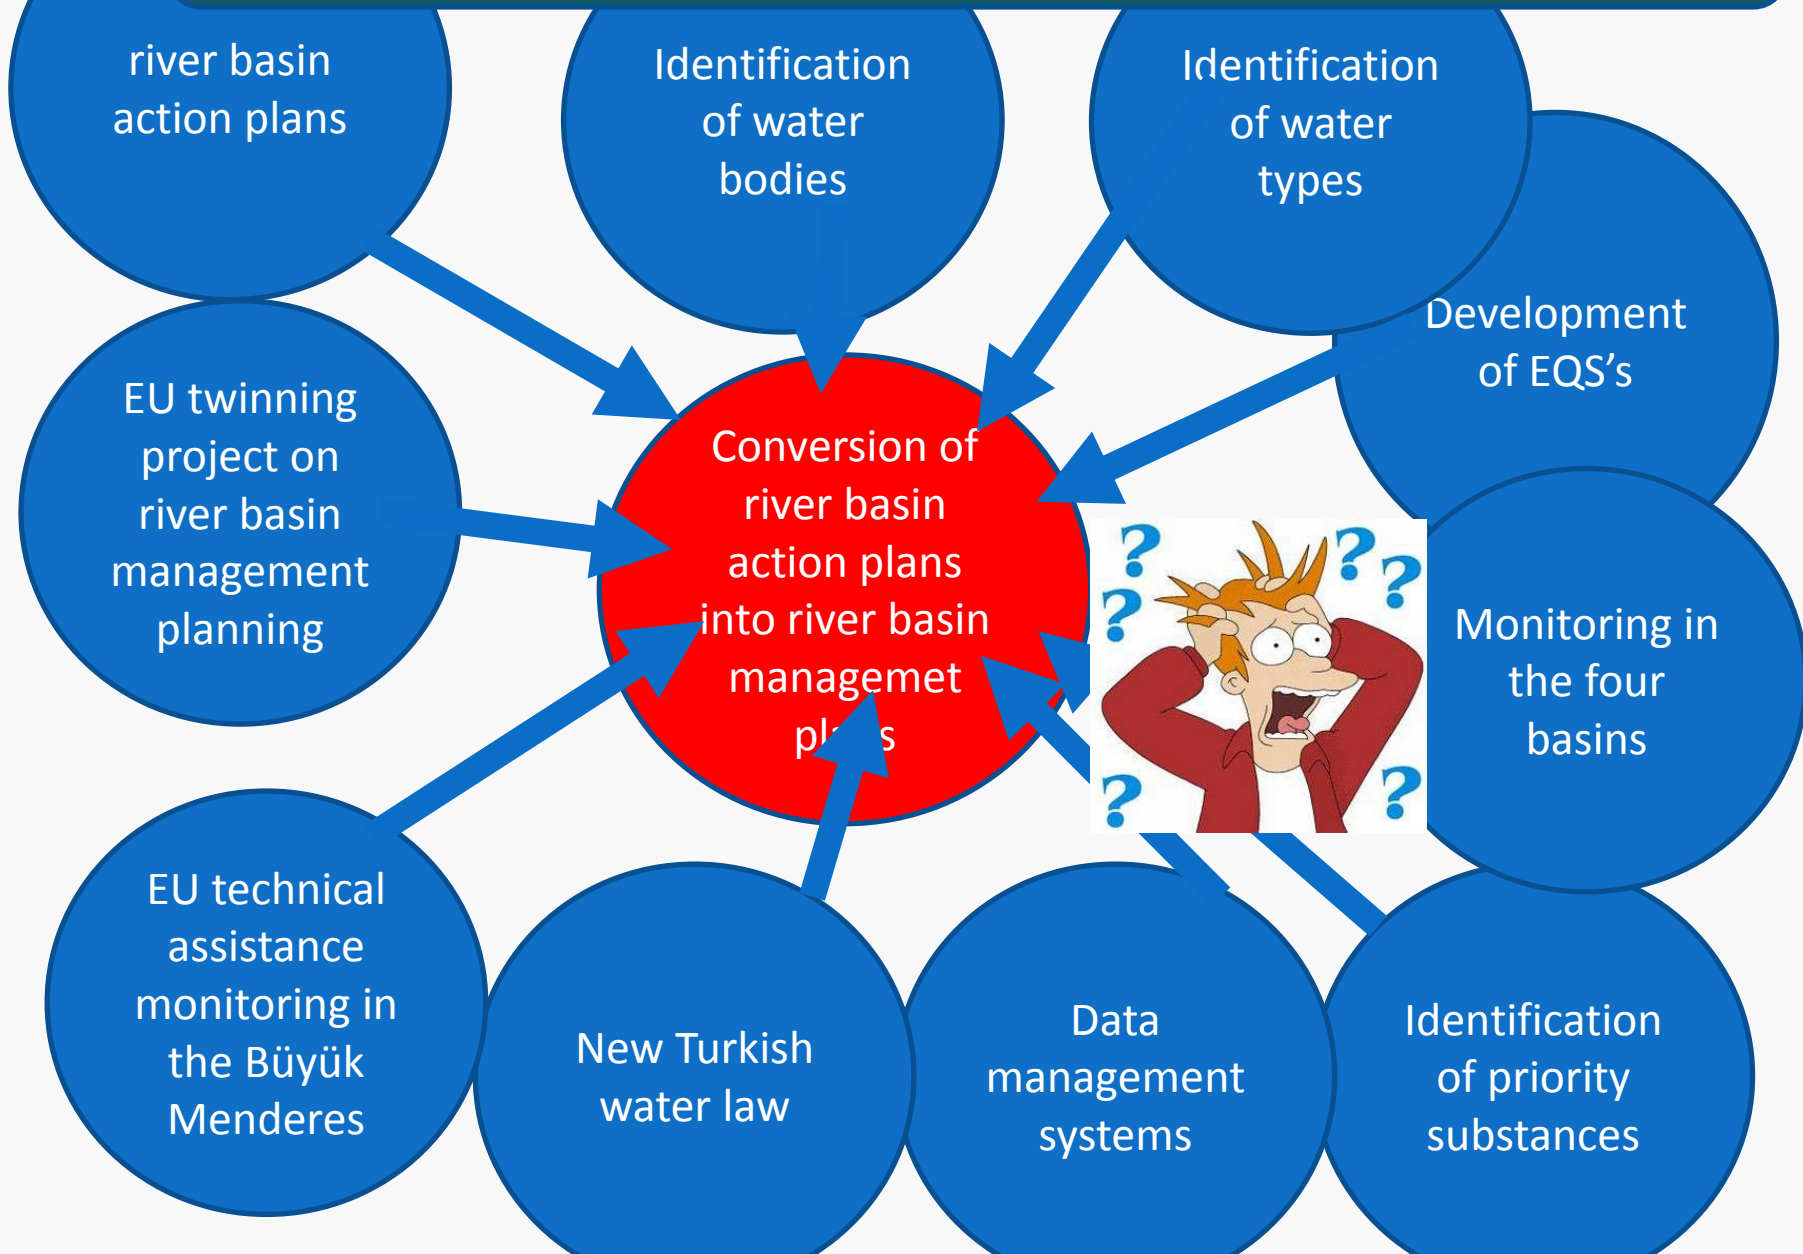 river basin
action plans
Identification
of water
bodies
Identification
of water
types
Development
of EQS's
EU twinning
project on
river basin
management
planning
Conversion of
river basin
action plans
into river basin
managemet
?
?
?
?
?
?
Monitoring in
the four
basins
EU technical
assistance
monitoring in
the Büyük
Menderes
New Turkish
water law
Data
management
systems
Identification
of priority
substances